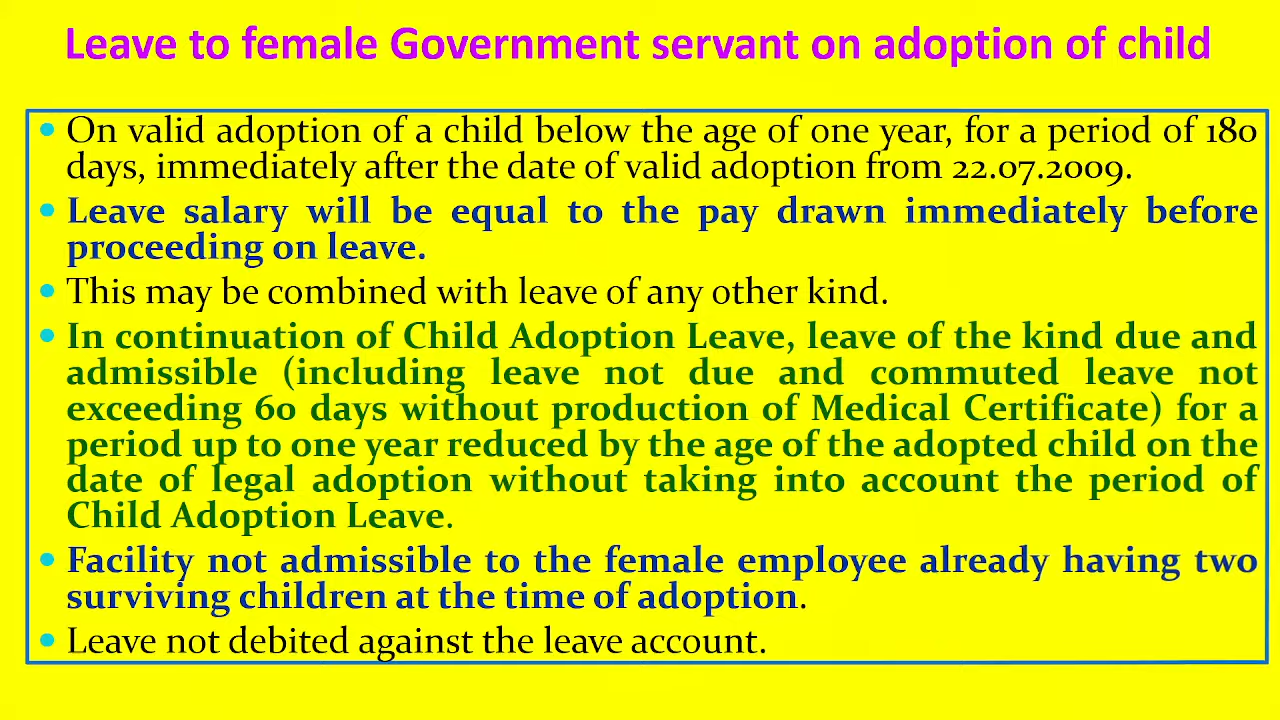 Leave to female Government servant on adoption of child
• On valid adoption of a child below the age of one year, for a period of 180
days, immediately after the date of valid adoption from 22.07.2009.
• Leave salary will be equal to the pay drawn immediately before
proceeding on leave.
• This may be combined with leave of any other kind.
• In continuation of Child Adoption Leave, leave of the kind due and
admissible (including leave not due and commuted leave not
exceeding 60 days without production of Medical Certificate) for a
period up to one year reduced by the age of the adopted child on the
date of legal adoption without taking into account the period of
Child Adoption Leave.
• Facility not admissible to the female employee already having two
surviving children at the time of adoption.
• Leave not debited against the leave account.